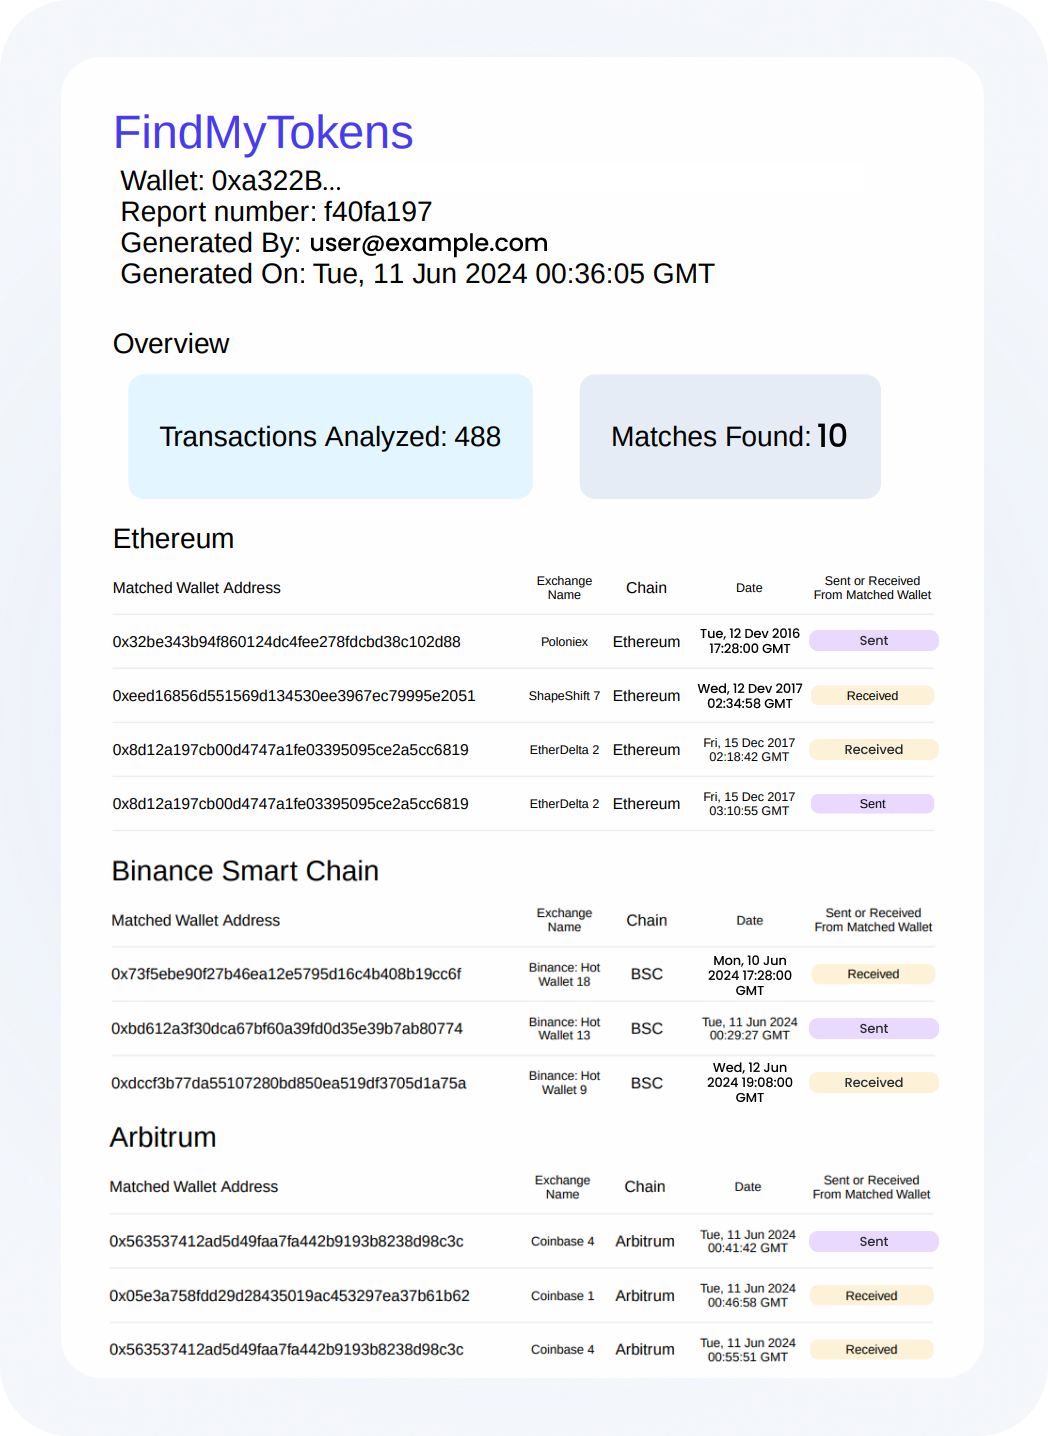 FindMyTokens
Wallet: 0xa322B...
Report number: f40fa197
Generated By: user@example.com
Generated On: Tue, 11 Jun 2024 00:36:05 GMT
Overview
Transactions Analyzed: 488 Matches Found: 10
Ethereum
Matched Wallet Address Exchange Name Chain Date Sent or Received From Matched Wallet
0x32be343b94f860124dc4fee278fdcbd38c102d88 Poloniex Ethereum Tue, 12 Dev 2016 17:28:00 GMT Sent
0xeed16856d551569d134530ee3967ec79995e2051 ShapeShift 7 Ethereum Wed, 12 Dev 2017 02:34:58 GMT Received
0x8d12a197cb00d4747a1fe03395095ce2a5cc6819 EtherDelta 2 Ethereum Fri, 15 Dec 2017 02:18:42 GMT Received
0x8d12a197cb00d4747a1fe03395095ce2a5cc6819 EtherDelta 2 Ethereum Fri, 15 Dec 2017 03:10:55 GMT Sent
Binance Smart Chain
Matched Wallet Address Exchange Name Chain Date Sent or Received From Matched Wallet
0x73f5ebe90f27b46ea12e5795d16c4b408b19cc6f Binance: Hot Wallet 18 BSC Mon, 10 Jun 2024 17:28:00 GMT Received
0xbd612a3f30dca67bf60a39fd0d35e39b7ab80774 Binance: Hot Wallet 13 BSC Tue, 11 Jun 2024 00:29:27 GMT Sent
0xdccf3b77da55107280bd850ea519df3705d1a75a Binance: Hot Wallet 9 BSC Wed, 12 Jun 2024 19:08:00 GMT Received
Arbitrum
Matched Wallet Address Exchange Name Chain Date Sent or Received From Matched Wallet
0x563537412ad5d49faa7fa442b9193b8238d98c3c Coinbase 4 Arbitrum Tue, 11 Jun 2024 00:41:42 GMT Sent
0x05e3a758fdd29d28435019ac453297ea37b61b62 Coinbase 1 Arbitrum Tue, 11 Jun 2024 00:46:58 GMT Received
0x563537412ad5d49faa7fa442b9193b8238d98c3c Coinbase 4 Arbitrum Tue, 11 Jun 2024 00:55:51 GMT Received